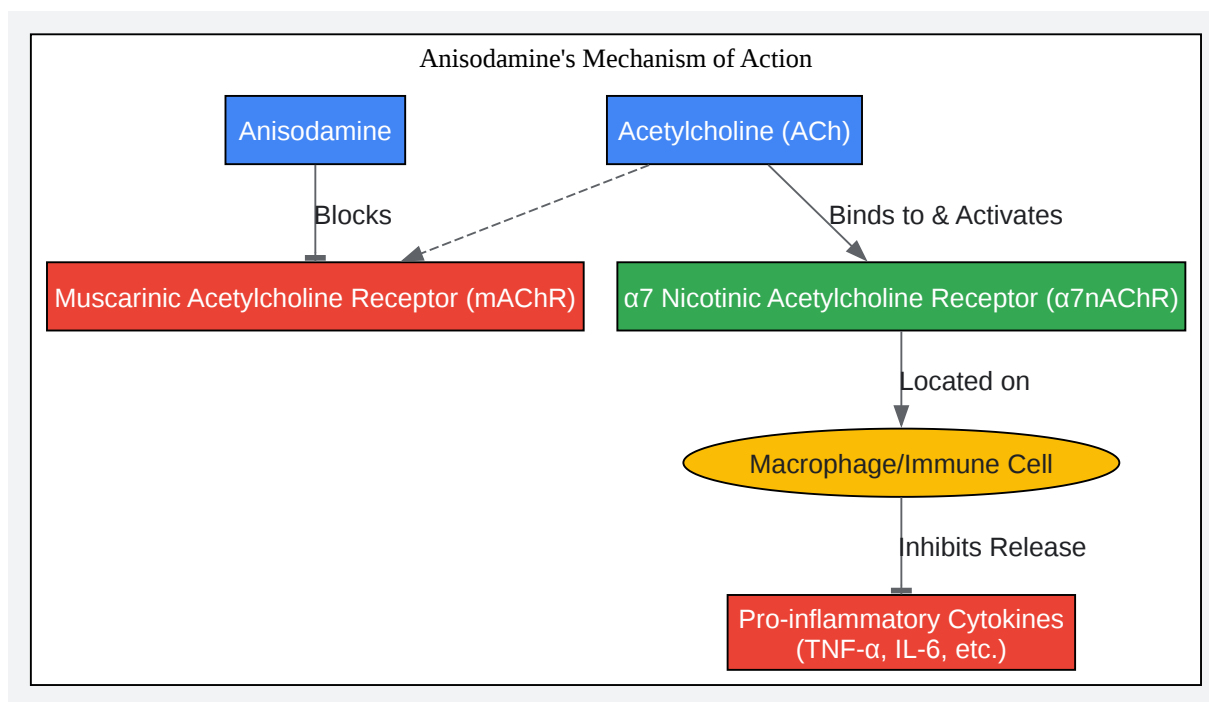 Anisodamine's Mechanism of Action
Anisodamine
Acetylcholine (ACh)
Blocks
Binds to & Activates
Muscarinic Acetylcholine Receptor (mAChR)
α7 Nicotinic Acetylcholine Receptor (α7nAChR)
Located on
Macrophage/Immune Cell
Inhibits Release
Pro-inflammatory Cytokines
(TNF-α, IL-6, etc.)